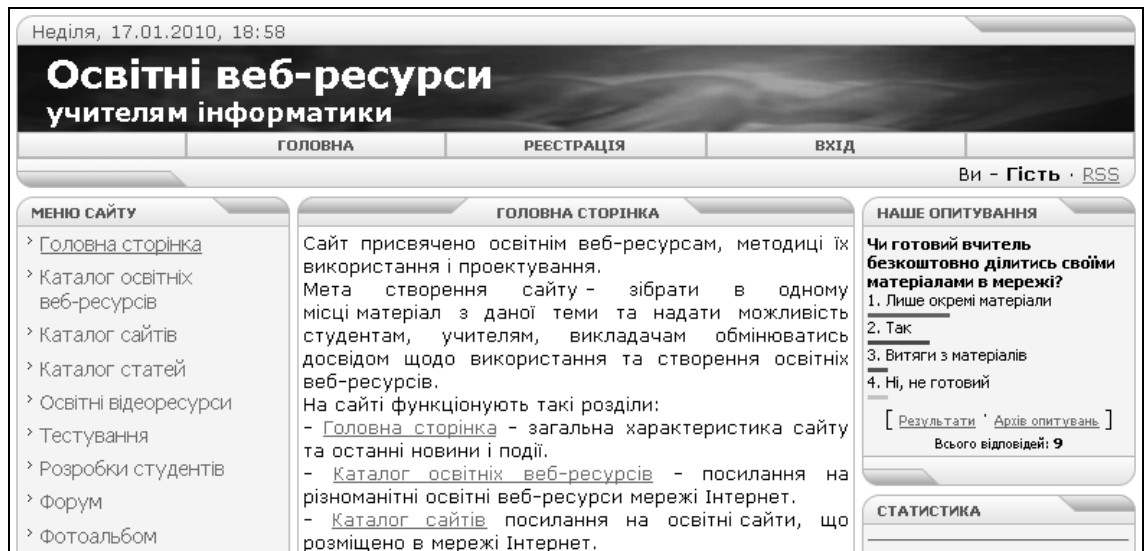 Неділя, 17.01.2010, 18:58
Освітні веб-ресурси
учителям інформатики
ГОЛОВНА РЕЄСТРАЦІЯ ВХІД
Ви - Гість · RSS
МЕНЮ САЙТУ
Головна сторінка
Каталог освітніх
веб-ресурсів
Каталог сайтів
Каталог статей
Освітні відеоресурси
Тестування
Розробки студентів
Форум
Фотоальбом
ГОЛОВНА СТОРІНКА
Сайт присвячено освітнім веб-ресурсам, методиці їх
використання і проектування.
Мета створення сайту – зібрати в одному
місці матеріал з даної теми та надати можливість
студентам, учителям, викладачам обмінюватись
досвідом щодо використання та створення освітніх
веб-ресурсів.
На сайті функціонують такі розділи:
- Головна сторінка - загальна характеристика сайту
та останні новини і події.
- Каталог освітніх веб-ресурсів - посилання на
різноманітні освітні веб-ресурси мережі Інтернет.
- Каталог сайтів посилання на освітні сайти, що
розміщено в мережі Інтернет.
НАШЕ ОПИТУВАННЯ
Чи готовий вчитель
безкоштовно ділитись своїми
матеріалами в мережі?
1. Лише окремі матеріали
2. Так
3. Витяги з матеріалів
4. Ні, не готовий
[ Результати · Архів опитувань ]
Всього відповідей: 9
СТАТИСТИКА